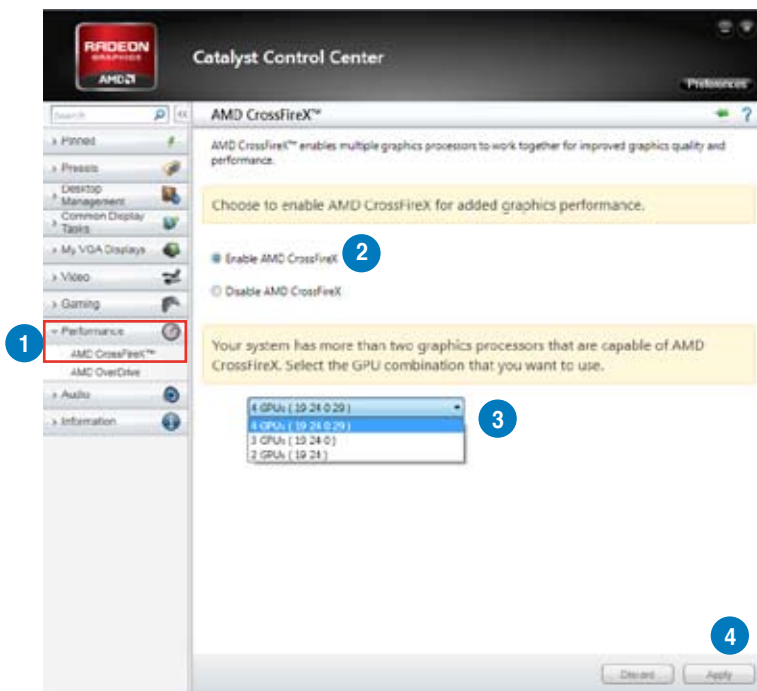 RADEON
GRAPHICS
AMD
Catalyst Control Center
Preferences
Search
AMD CrossFireX™
?
Pinned
Presets
Desktop
Management
Common Display
Tasks
My VGA Displays
Video
Gaming
1
Performance
AMD CrossFireX™
AMD OverDrive
Audio
Information
AMD CrossFireX™ enables multiple graphics processors to work together for improved graphics quality and
performance.
Choose to enable AMD CrossFireX for added graphics performance.
Enable AMD CrossFireX
2
Disable AMD CrossFireX
Your system has more than two graphics processors that are capable of AMD
CrossFireX. Select the GPU combination that you want to use.
4 GPUs ( 19 24 0 29 )
4 GPUs ( 19 24 0 29 )
3 GPUs ( 19 24 0 )
2 GPUs ( 19 24 )
3
4
Discard
Apply